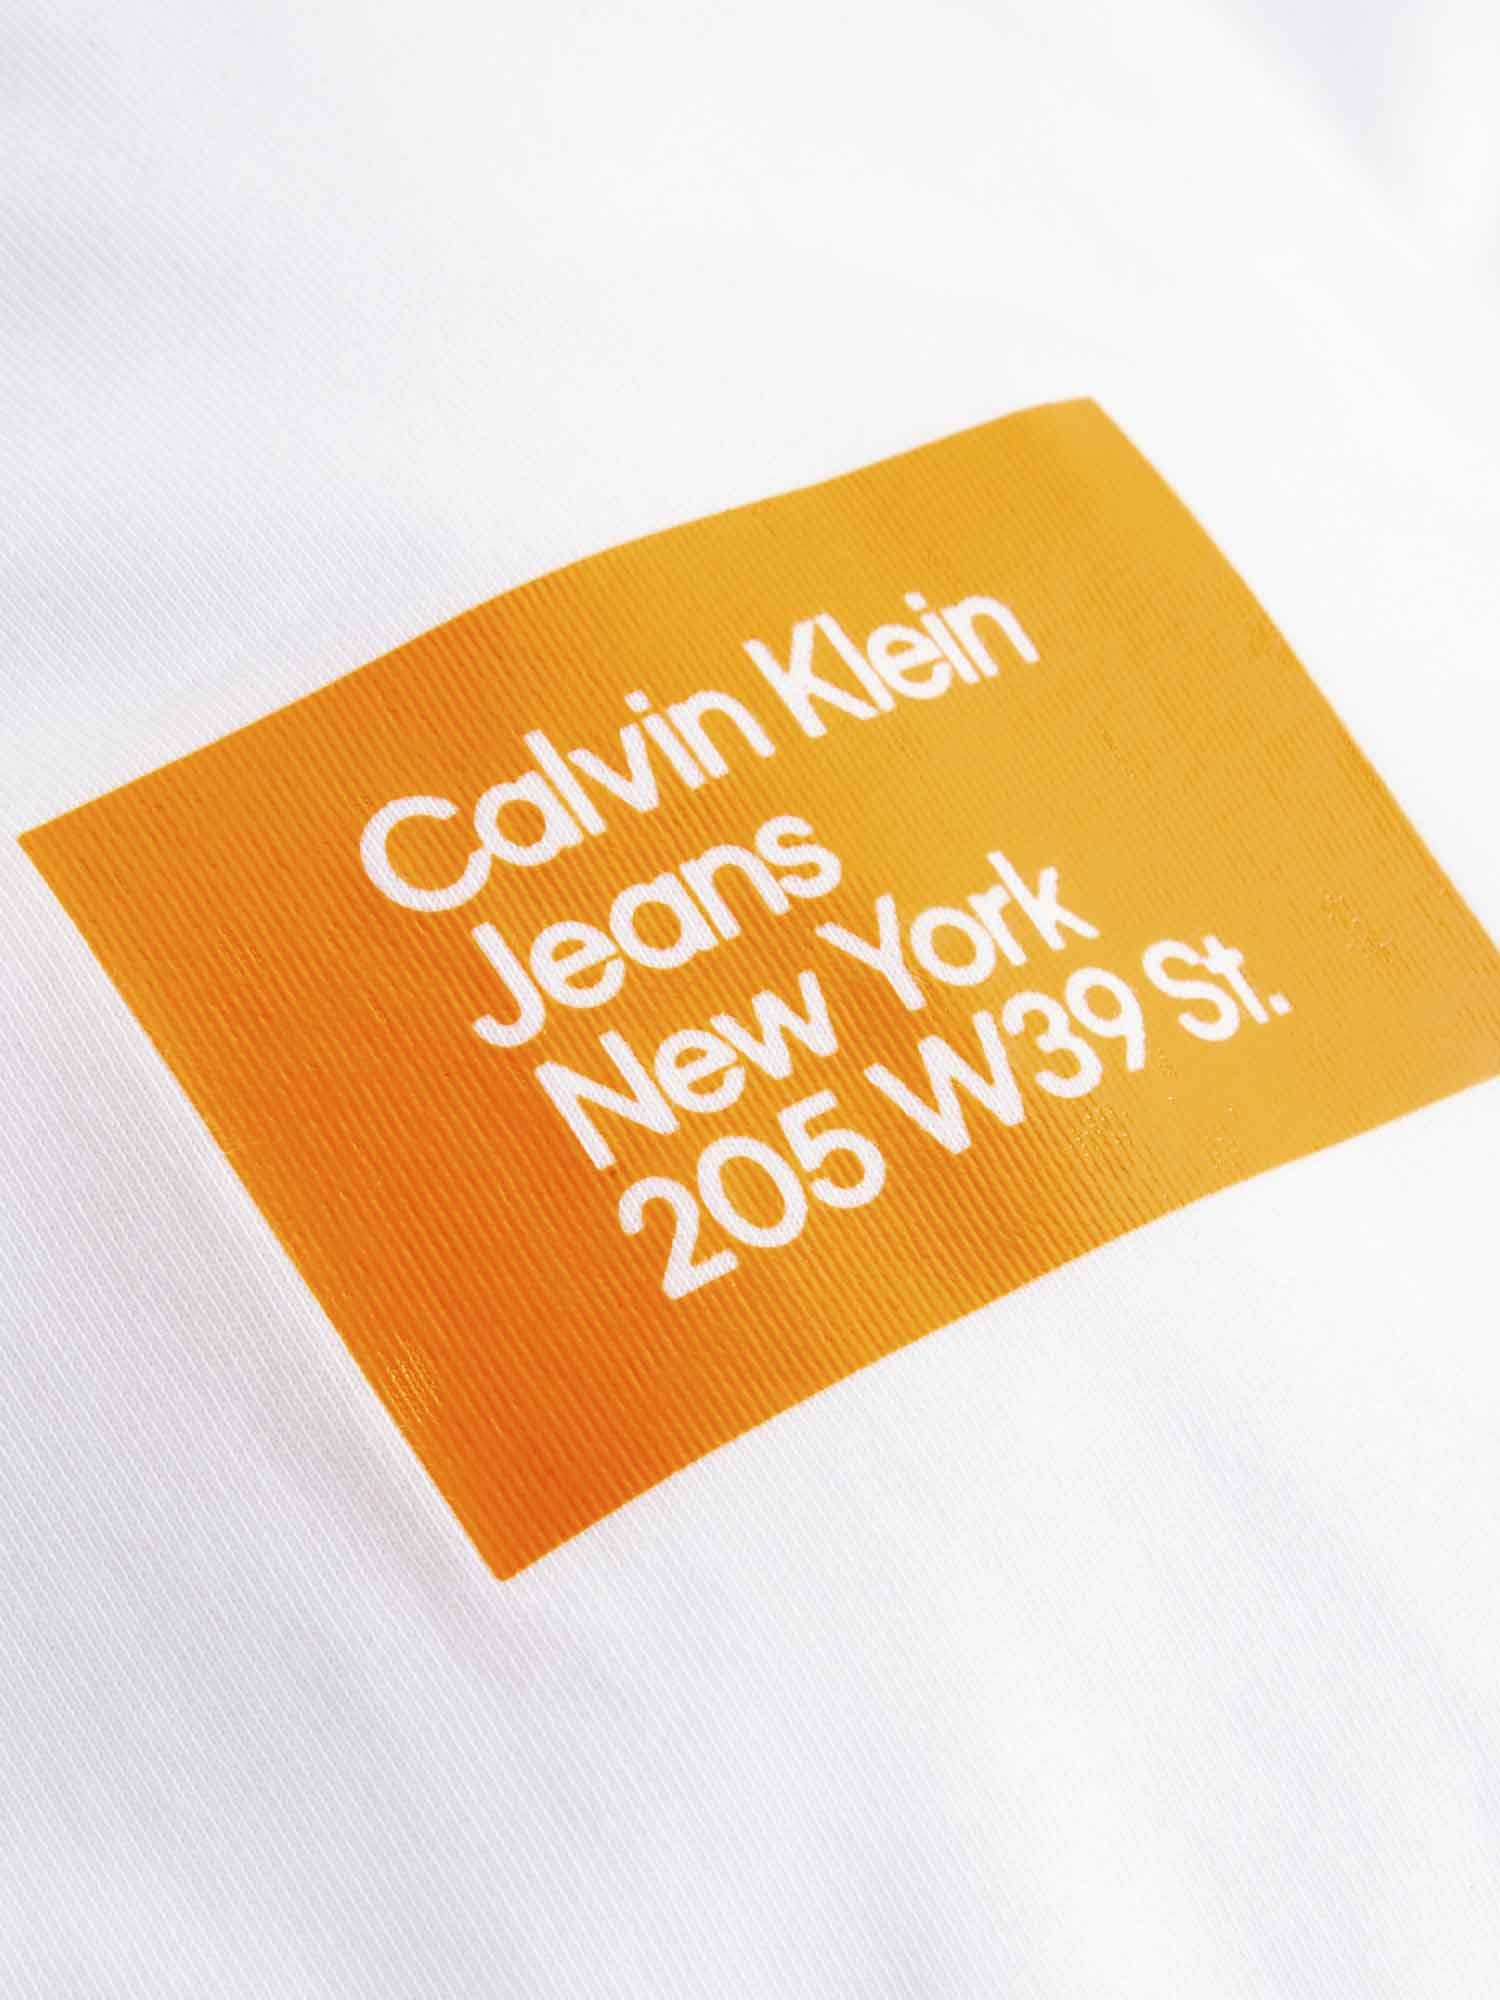 Calvin Klein
Jeans
New York
205 W39 St.